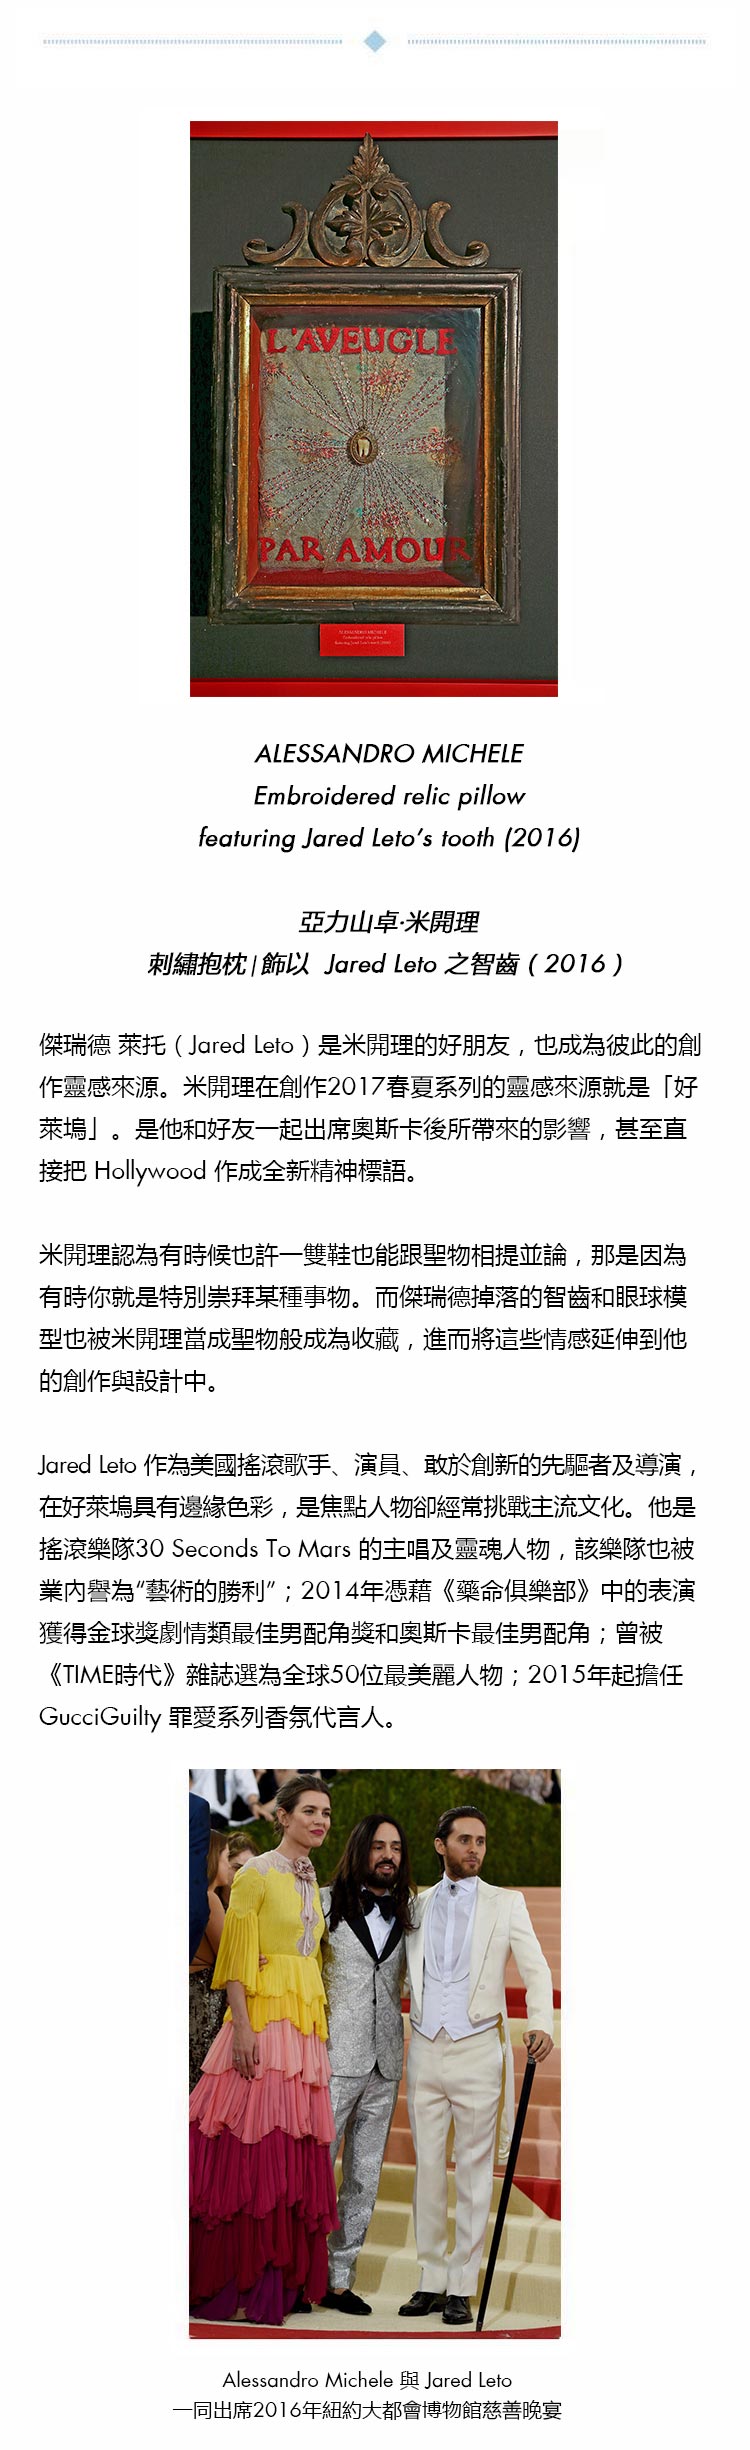 L'AVEUGLE
PAR AMOUR
ALESSANDRO MICHELE
Embroidered relic pillow
featuring Jared Leto's tooth (2016)
ALESSANDRO MICHELE
Embroidered relic pillow
featuring Jared Leto's tooth (2016)
亞力山卓·米開理
刺繡抱枕|飾以 Jared Leto 之智齒(2016)
傑瑞德 萊托(Jared Leto)是米開理的好朋友,也成為彼此的創
作靈感來源。米開理在創作2017春夏系列的靈感來源就是「好
萊塢」。是他和好友一起出席奧斯卡後所帶來的影響,甚至直
接把 Hollywood 作成全新精神標語。
米開理認為有時候也許一雙鞋也能跟聖物相提並論,那是因為
有時你就是特別崇拜某種事物。而傑瑞德掉落的智齒和眼球模
型也被米開理當成聖物般成為收藏,進而將這些情感延伸到他
的創作與設計中。
Jared Leto 作為美國搖滾歌手、演員、敢於創新的先驅者及導演,
在好萊塢具有邊緣色彩,是焦點人物卻經常挑戰主流文化。他是
搖滾樂隊30 Seconds To Mars 的主唱及靈魂人物,該樂隊也被
業內譽為“藝術的勝利”;2014年憑藉《藥命俱樂部》中的表演
獲得金球獎劇情類最佳男配角獎和奧斯卡最佳男配角;曾被
《TIME時代》雜誌選為全球50位最美麗人物;2015年起擔任
GucciGuilty 罪愛系列香氛代言人。
Alessandro Michele 與 Jared Leto
一同出席2016年紐約大都會博物館慈善晚宴